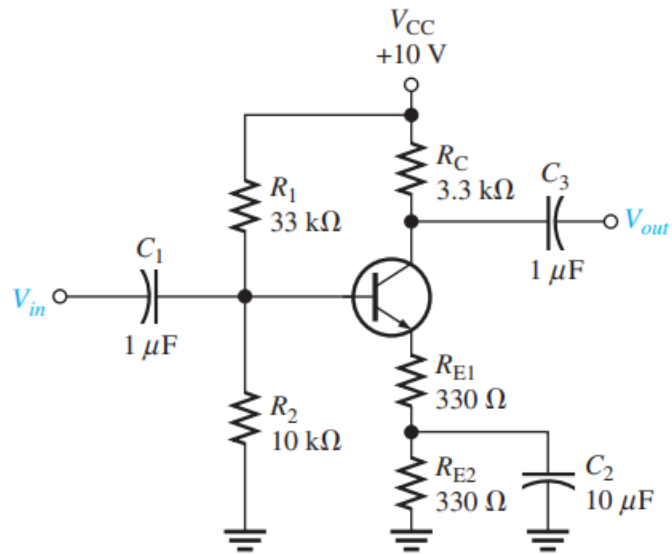 V_CC
+10 V
R_C
3.3 kΩ
C_3
V_out
1 μF
R_1
33 kΩ
C_1
V_in
1 μF
R_E1
330 Ω
R_2
10 kΩ
R_E2
330 Ω
C_2
10 μF